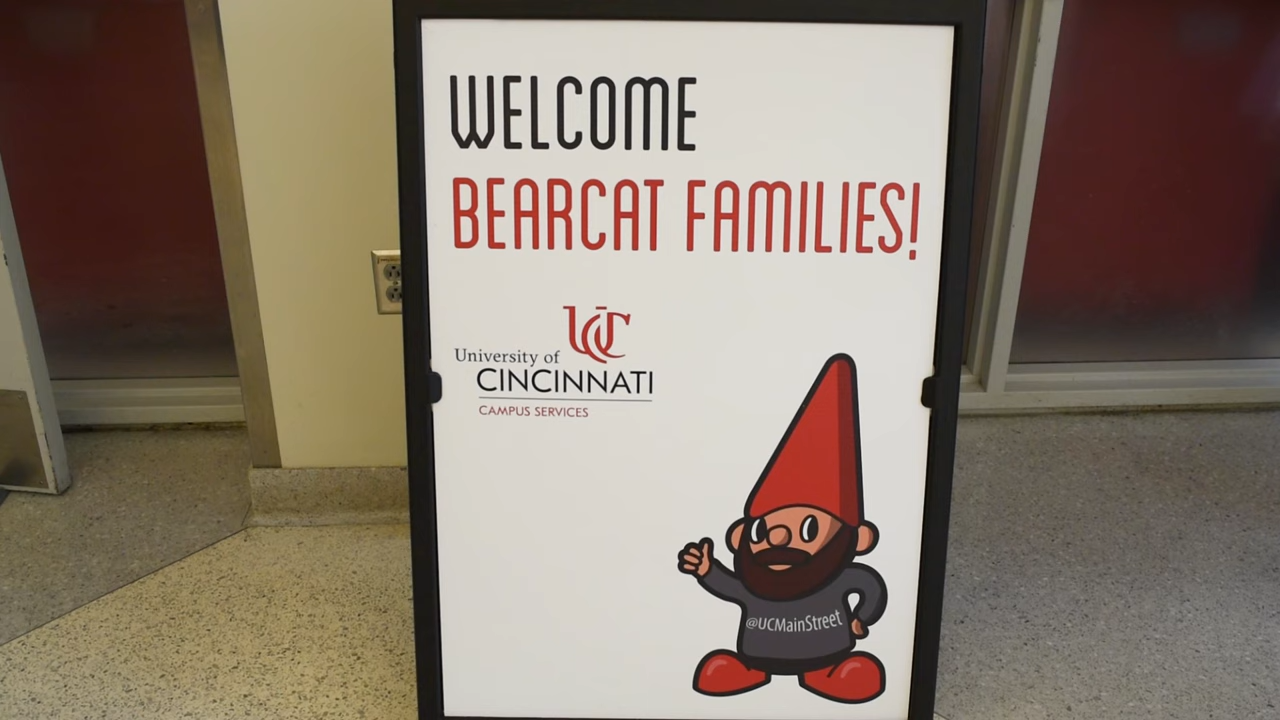 WELCOME
BEARCAT FAMILIES!
UC
University of
CINCINNATI
CAMPUS SERVICES
@UCMainStreet